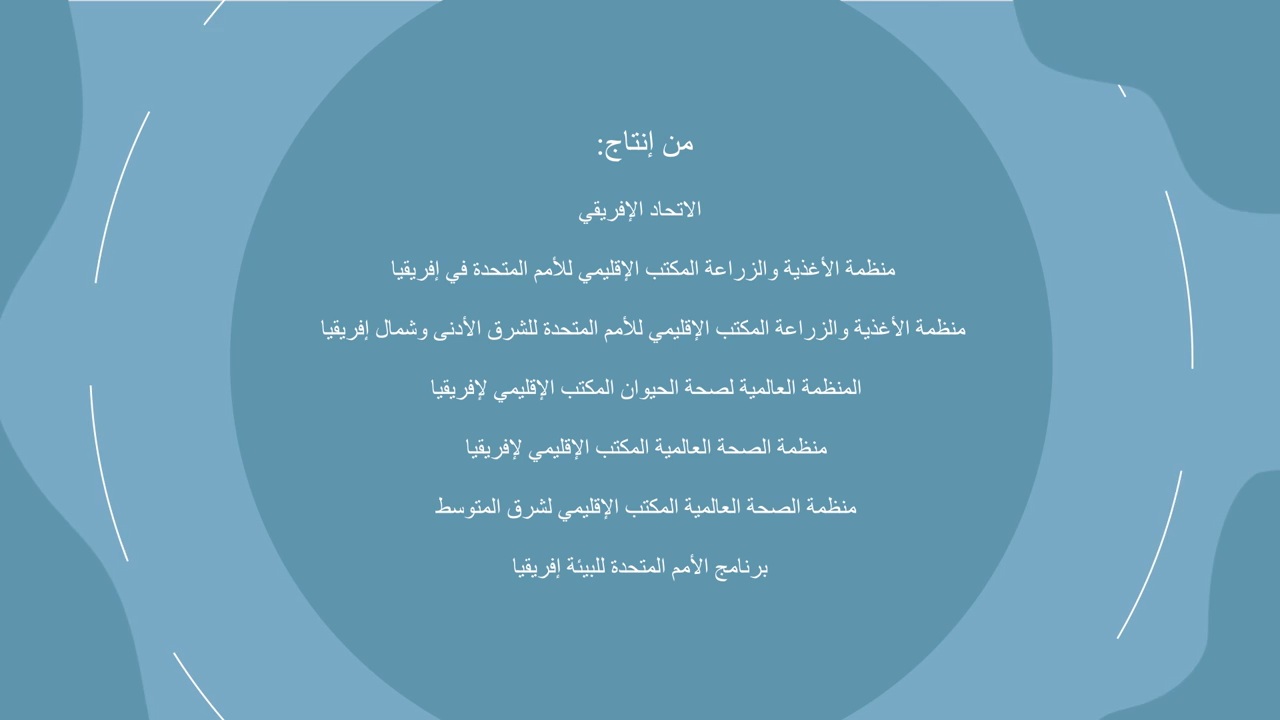 من إنتاج:
الاتحاد الإفريقي
منظمة الأغذية والزراعة المكتب الإقليمي للأمم المتحدة في إفريقيا
منظمة الأغذية والزراعة المكتب الإقليمي للأمم المتحدة للشرق الأدنى وشمال إفريقيا
المنظمة العالمية لصحة الحيوان المكتب الإقليمي لإفريقيا
منظمة الصحة العالمية المكتب الإقليمي لإفريقيا
منظمة الصحة العالمية المكتب الإقليمي لشرق المتوسط
برنامج الأمم المتحدة للبيئة إفريقيا